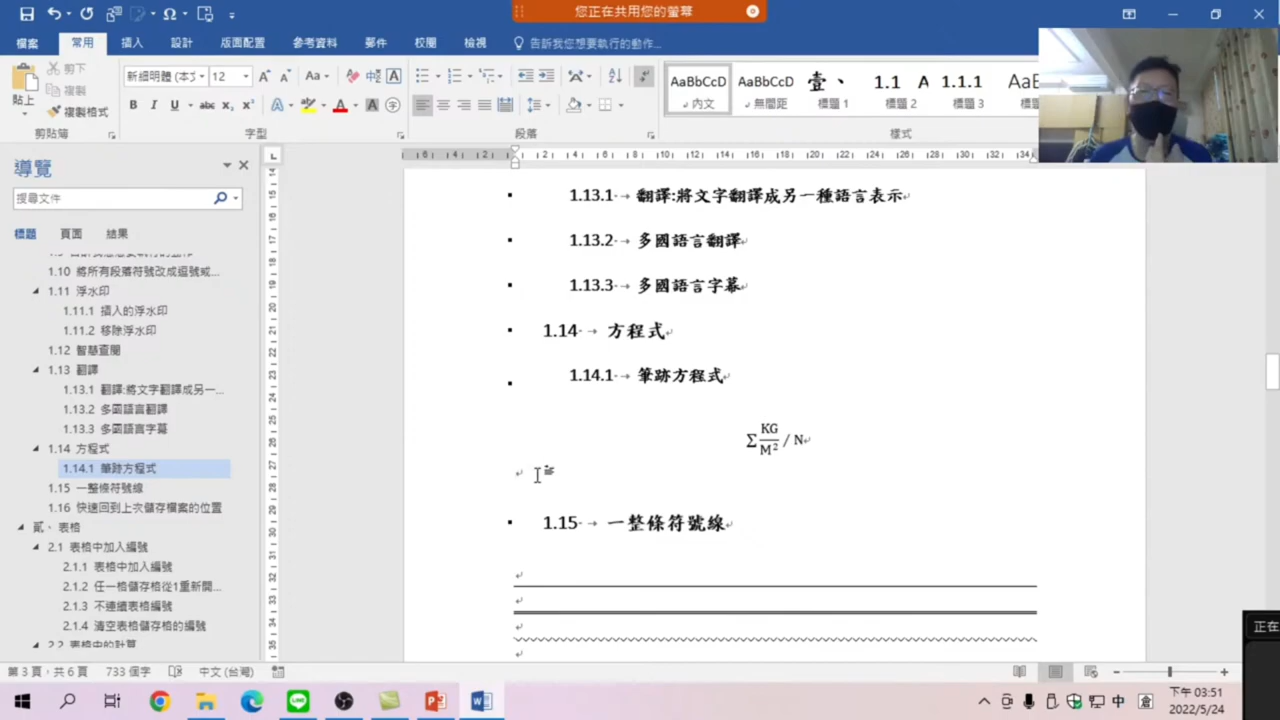 您正在共用您的螢幕
檔案 常用 插入 設計 版面配置 參考資料 郵件 校閱 檢視 告訴我您想要執行的動作...
剪下
複製
複製格式
貼上
新細明體 (本文 12
AaBbCcD AaBbCcD 壹、 1.1 A 1.1.1 AaB
內文 無間距 標題 1 標題 2 標題 3
剪貼簿 字型 段落 樣式
導覽
搜尋文件
標題 頁面 結果
1.10 將所有段落符號改成逗號或...
1.11 浮水印
1.11.1 插入的浮水印
1.11.2 移除浮水印
1.12 智慧查閱
1.13 翻譯
1.13.1 翻譯:將文字翻譯成另一...
1.13.2 多國語言翻譯
1.13.3 多國語言字幕
1.14 方程式
1.14.1 筆跡方程式
1.15 一整條符號線
1.16 快速回到上次儲存檔案的位置
貳、表格
2.1 表格中加入編號
2.1.1 表格中加入編號
2.1.2 任一格儲存格從1重新開...
2.1.3 不連續表格編號
2.1.4 清空表格儲存格的編號
2.2 表格中的計算
1.13.1 翻譯:將文字翻譯成另一種語言表示
1.13.2 多國語言翻譯
1.13.3 多國語言字幕
1.14 方程式
1.14.1 筆跡方程式
∑ KG/M² / N
1.15 一整條符號線
正在
第 3 頁，共 6 頁 733 個字 中文 (台灣)
中 倉
下午 03:51
2022/5/24